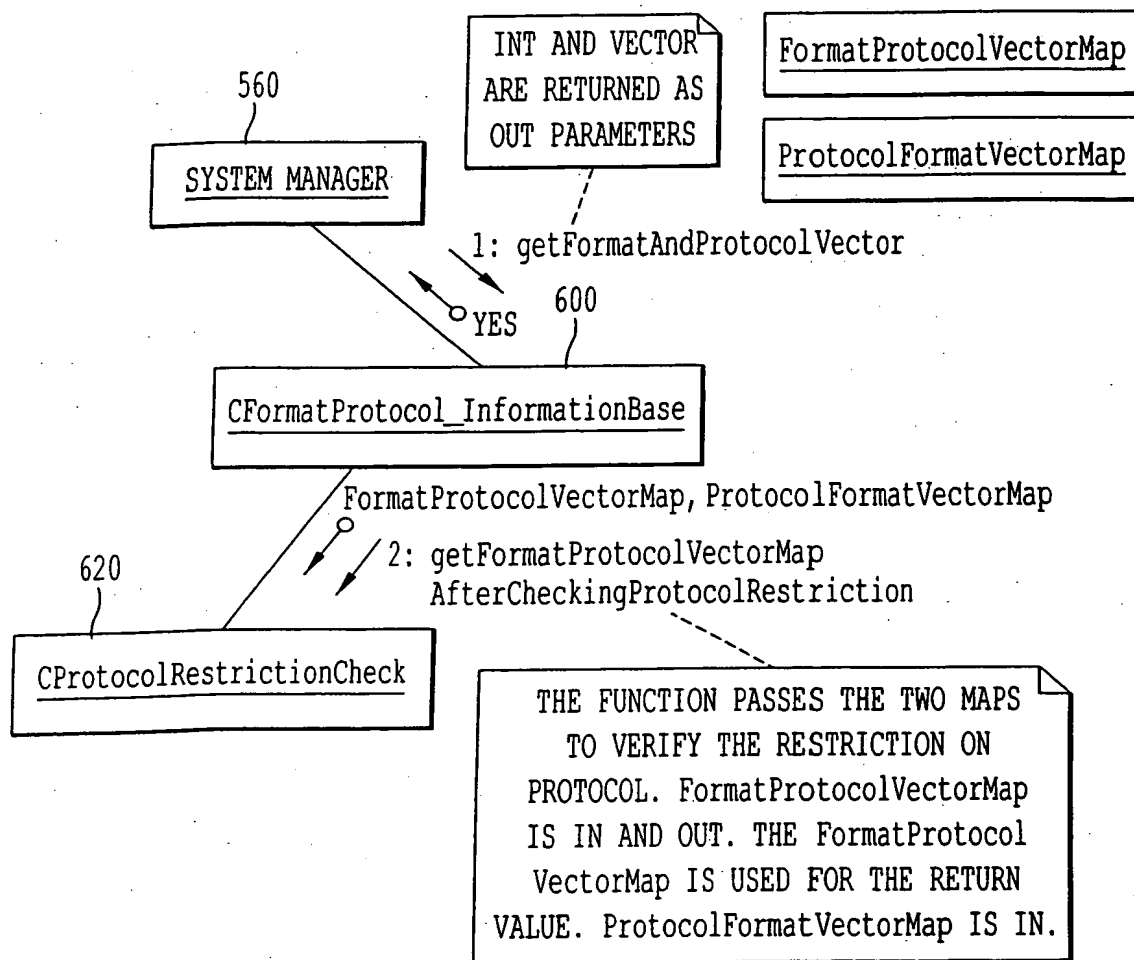 INT AND VECTOR
ARE RETURNED AS
OUT PARAMETERS
FormatProtocolVectorMap
ProtocolFormatVectorMap
560
SYSTEM MANAGER
1: getFormatAndProtocolVector
YES
600
CFormatProtocol_InformationBase
FormatProtocolVectorMap, ProtocolFormatVectorMap
2: getFormatProtocolVectorMap
AfterCheckingProtocolRestriction
620
CProtocolRestrictionCheck
THE FUNCTION PASSES THE TWO MAPS
TO VERIFY THE RESTRICTION ON
PROTOCOL. FormatProtocolVectorMap
IS IN AND OUT. THE FormatProtocol
VectorMap IS USED FOR THE RETURN
VALUE. ProtocolFormatVectorMap IS IN.